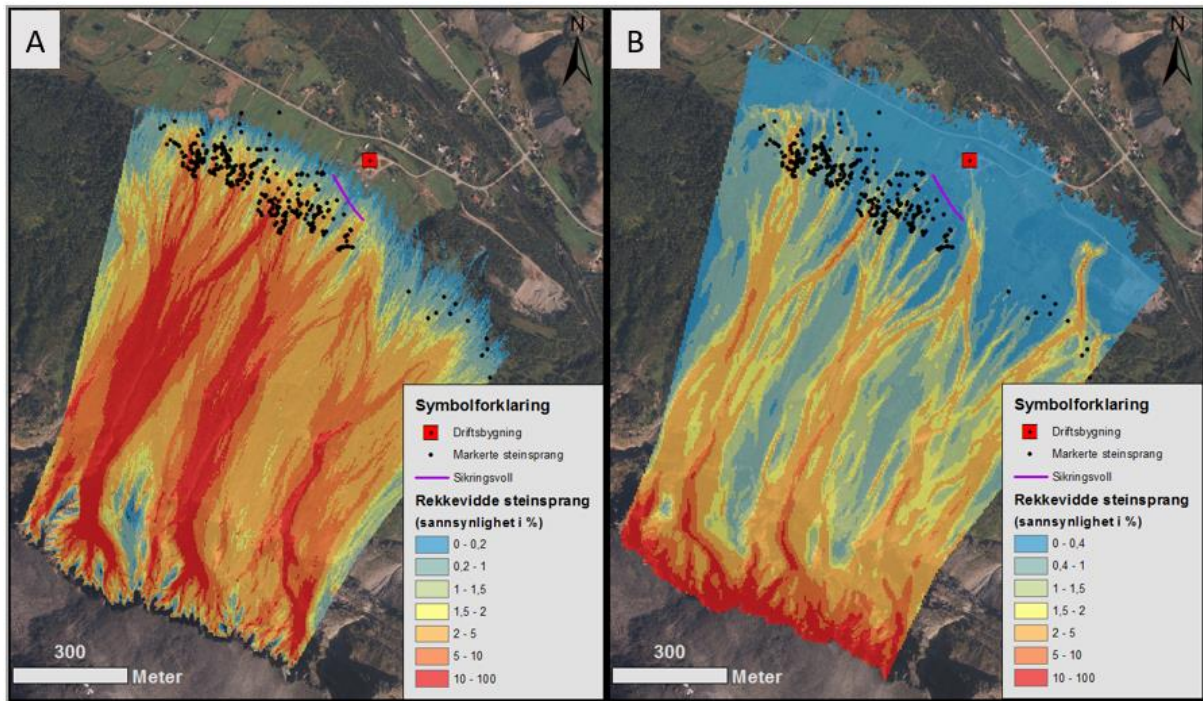 A
N
Symbolforklaring
Driftsbygning
Markerte steinsprang
Sikringsvoll
Rekkevidde steinsprang
(sannsynlighet i %)
0 - 0,2
0,2 - 1
1 - 1,5
1,5 - 2
2 - 5
5 - 10
10 - 100
300
Meter
B
N
Symbolforklaring
Driftsbygning
Markerte steinsprang
Sikringsvoll
Rekkevidde steinsprang
(sannsynlighet i %)
0 - 0,4
0,4 - 1
1 - 1,5
1,5 - 2
2 - 5
5 - 10
10 - 100
300
Meter